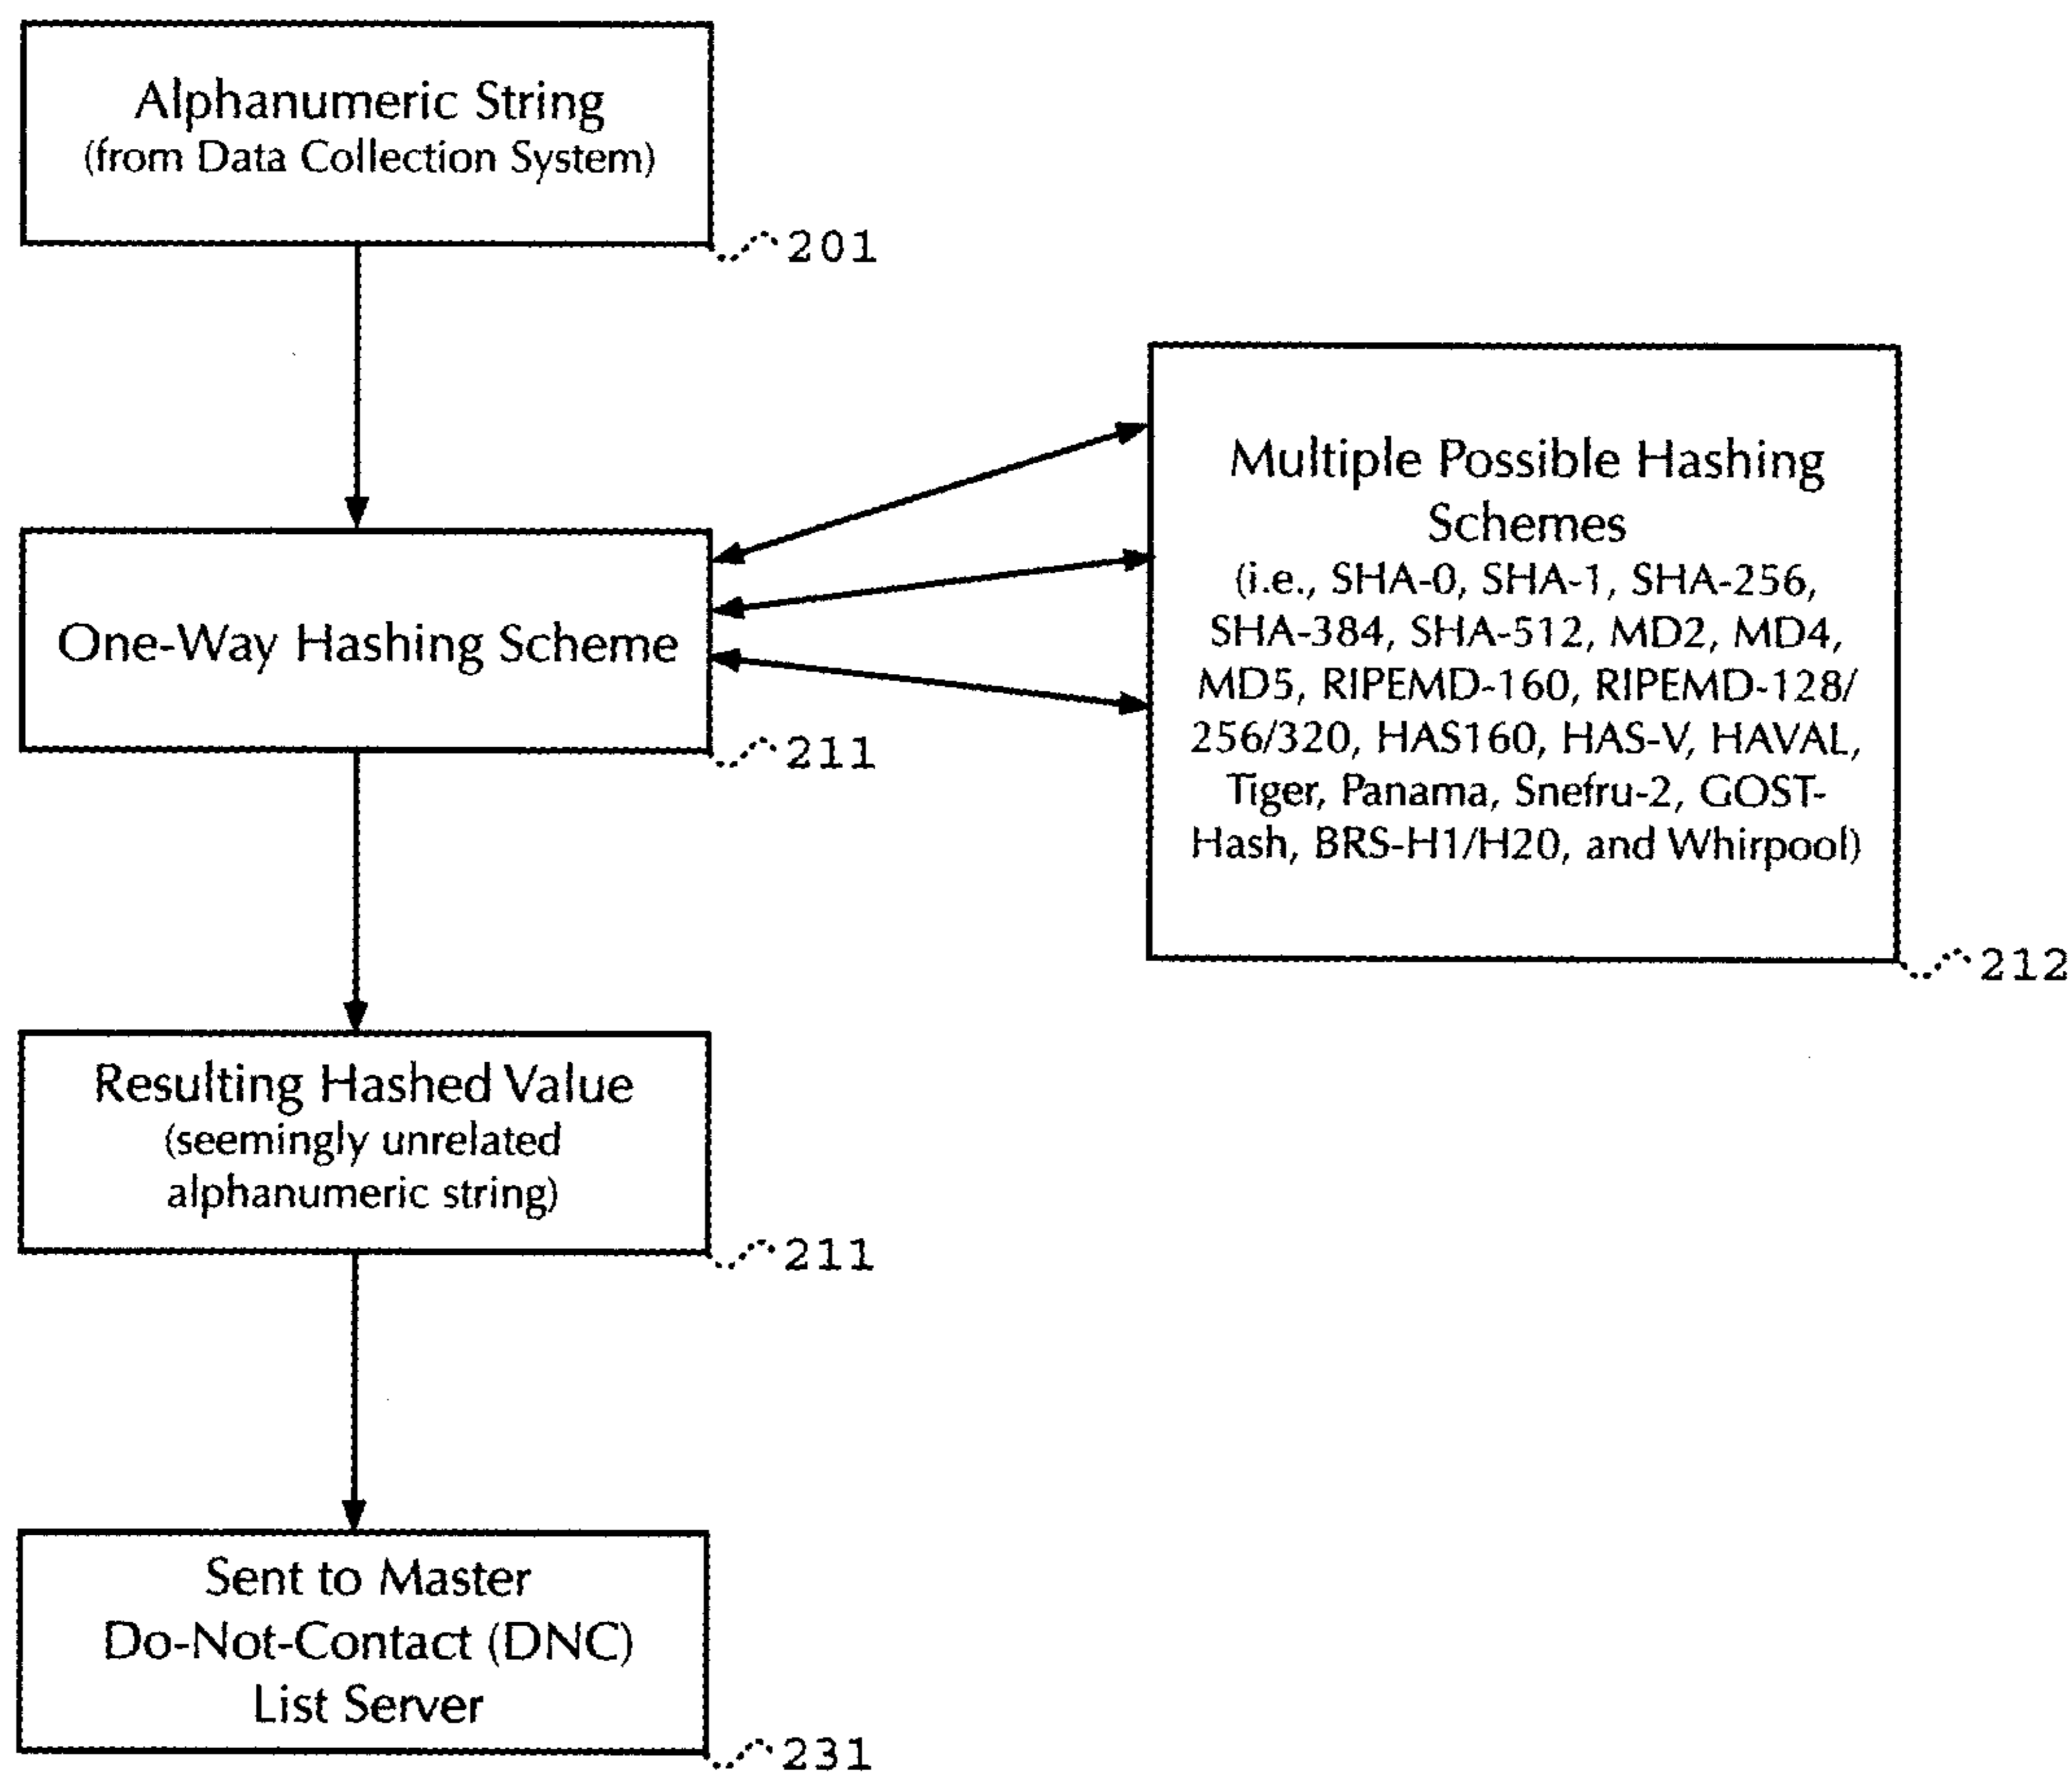 Alphanumeric String
(from Data Collection System)
201
One-Way Hashing Scheme
211
Multiple Possible Hashing
Schemes
(i.e., SHA-0, SHA-1, SHA-256,
SHA-384, SHA-512, MD2, MD4,
MD5, RIPEMD-160, RIPEMD-128/
256/320, HAS160, HAS-V, HAVAL,
Tiger, Panama, Snefru-2, GOST-
Hash, BRS-H1/H20, and Whirpool)
212
Resulting Hashed Value
(seemingly unrelated
alphanumeric string)
211
Sent to Master
Do-Not-Contact (DNC)
List Server
231